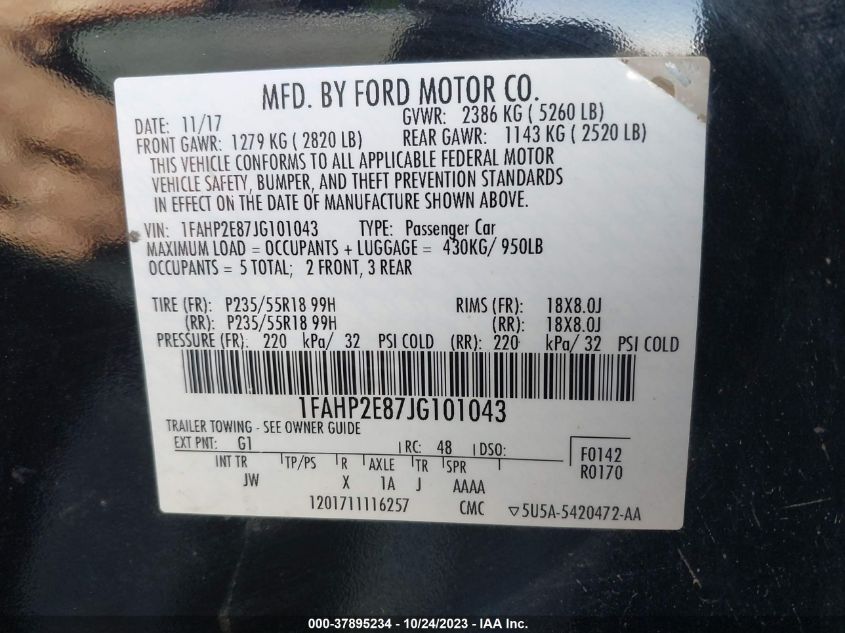 MFD. BY FORD MOTOR CO.
DATE: 11/17 GVWR: 2386 KG ( 5260 LB)
FRONT GAWR: 1279 KG ( 2820 LB) REAR GAWR: 1143 KG ( 2520 LB)
THIS VEHICLE CONFORMS TO ALL APPLICABLE FEDERAL MOTOR
VEHICLE SAFETY, BUMPER, AND THEFT PREVENTION STANDARDS
IN EFFECT ON THE DATE OF MANUFACTURE SHOWN ABOVE.
VIN: 1FAHP2E87JG101043 TYPE: Passenger Car
MAXIMUM LOAD = OCCUPANTS + LUGGAGE = 430KG/ 950LB
OCCUPANTS = 5 TOTAL; 2 FRONT, 3 REAR
TIRE (FR): P235/55R18 99H RIMS (FR): 18X8.0J
(RR): P235/55R18 99H (RR): 18X8.0J
PRESSURE (FR): 220 kPa/ 32 PSI COLD (RR): 220 kPa/ 32 PSI COLD
1FAHP2E87JG101043
TRAILER TOWING - SEE OWNER GUIDE
EXT PNT: G1 RC: 48 DSO: F0142
INT TR TP/PS R AXLE TR SPR R0170
JW X 1A J AAAA
1201711116257 CMC ▽5U5A-5420472-AA
000-37895234 - 10/24/2023 - IAA Inc.